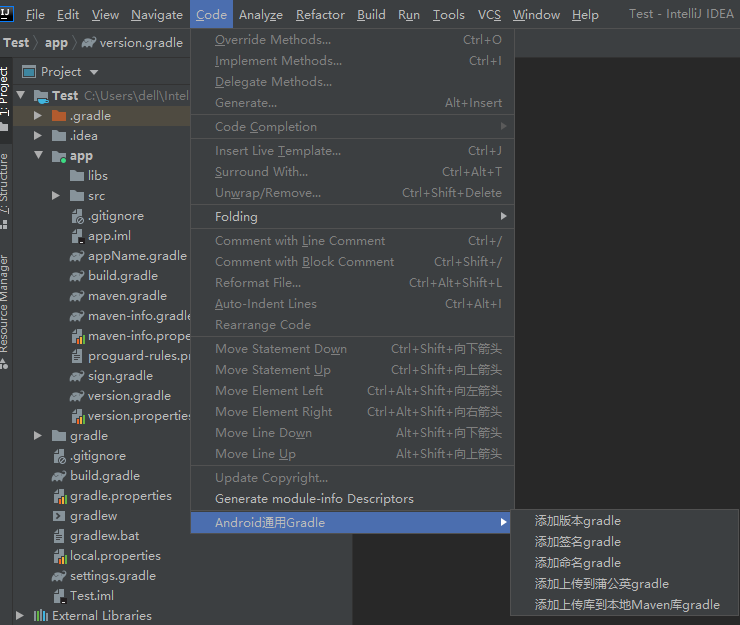 IJ File Edit View Navigate Code Analyze Refactor Build Run Tools VCS Window Help Test - IntelliJ IDEA
Test app version.gradle
1: Project
Z: Structure
Resource Manager
Project
Test C:\Users\dell\Intel
.gradle
.idea
app
libs
src
.gitignore
app.iml
appName.gradle
build.gradle
maven.gradle
maven-info.gradle
maven-info.prope
proguard-rules.pr
sign.gradle
version.gradle
version.properties
gradle
.gitignore
build.gradle
gradle.properties
gradlew
gradlew.bat
local.properties
settings.gradle
Test.iml
External Libraries
Override Methods... Ctrl+O
Implement Methods... Ctrl+I
Delegate Methods...
Generate... Alt+Insert
Code Completion
Insert Live Template... Ctrl+J
Surround With... Ctrl+Alt+T
Unwrap/Remove... Ctrl+Shift+Delete
Folding
Comment with Line Comment Ctrl+/
Comment with Block Comment Ctrl+Shift+/
Reformat File... Ctrl+Alt+Shift+L
Auto-Indent Lines Ctrl+Alt+I
Rearrange Code
Move Statement Down Ctrl+Shift+向下箭头
Move Statement Up Ctrl+Shift+向上箭头
Move Element Left Ctrl+Alt+Shift+向左箭头
Move Element Right Ctrl+Alt+Shift+向右箭头
Move Line Down Alt+Shift+向下箭头
Move Line Up Alt+Shift+向上箭头
Update Copyright...
Generate module-info Descriptors
Android通用Gradle
添加版本gradle
添加签名gradle
添加命名gradle
添加上传到蒲公英gradle
添加上传库到本地Maven库gradle